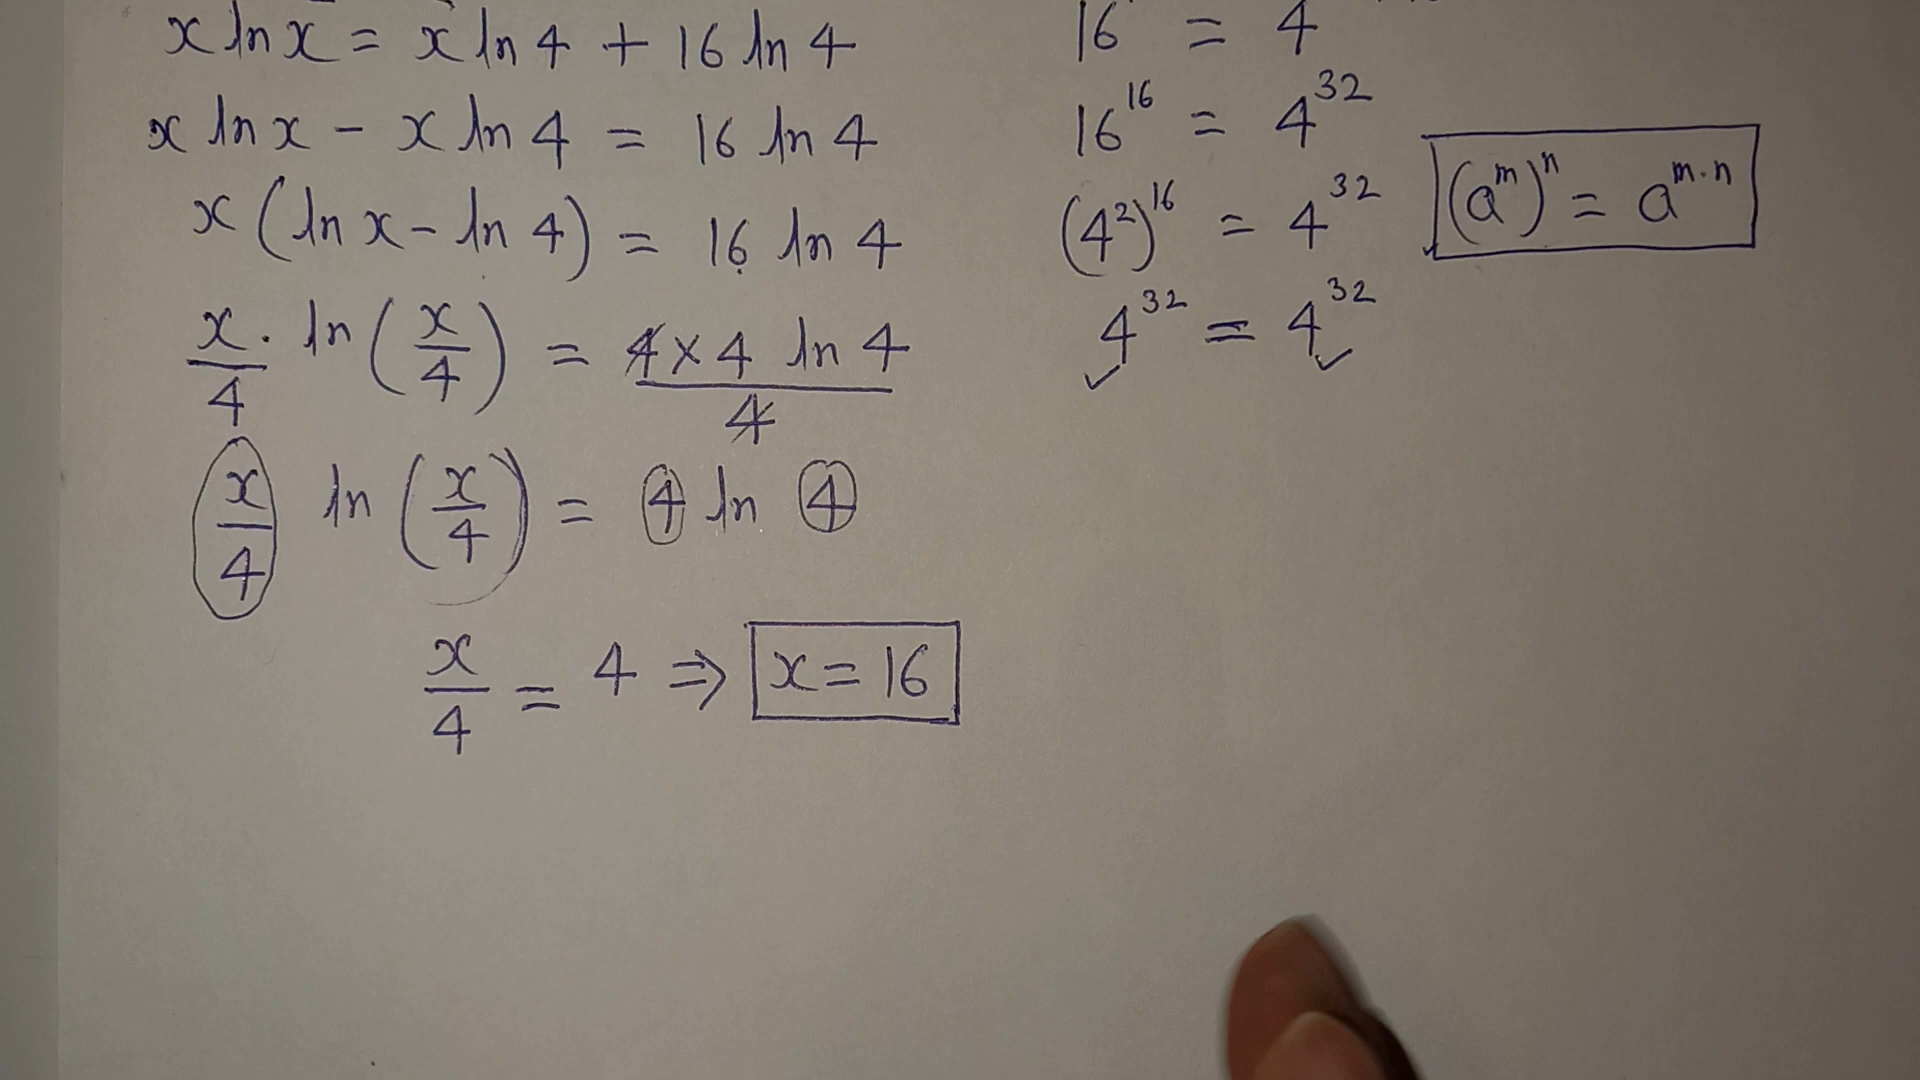 x ln x = x ln 4 + 16 ln 4
x ln x - x ln 4 = 16 ln 4
x (ln x - ln 4) = 16 ln 4
x/4 . ln (x/4) = 4 × 4 ln 4 / 4
x/4 ln (x/4) = 4 ln 4
x/4 = 4 ⇒ x = 16
16 = 4
16^16 = 4^32
(4^2)^16 = 4^32
4^32 = 4^32
(a^m)^n = a^m·n